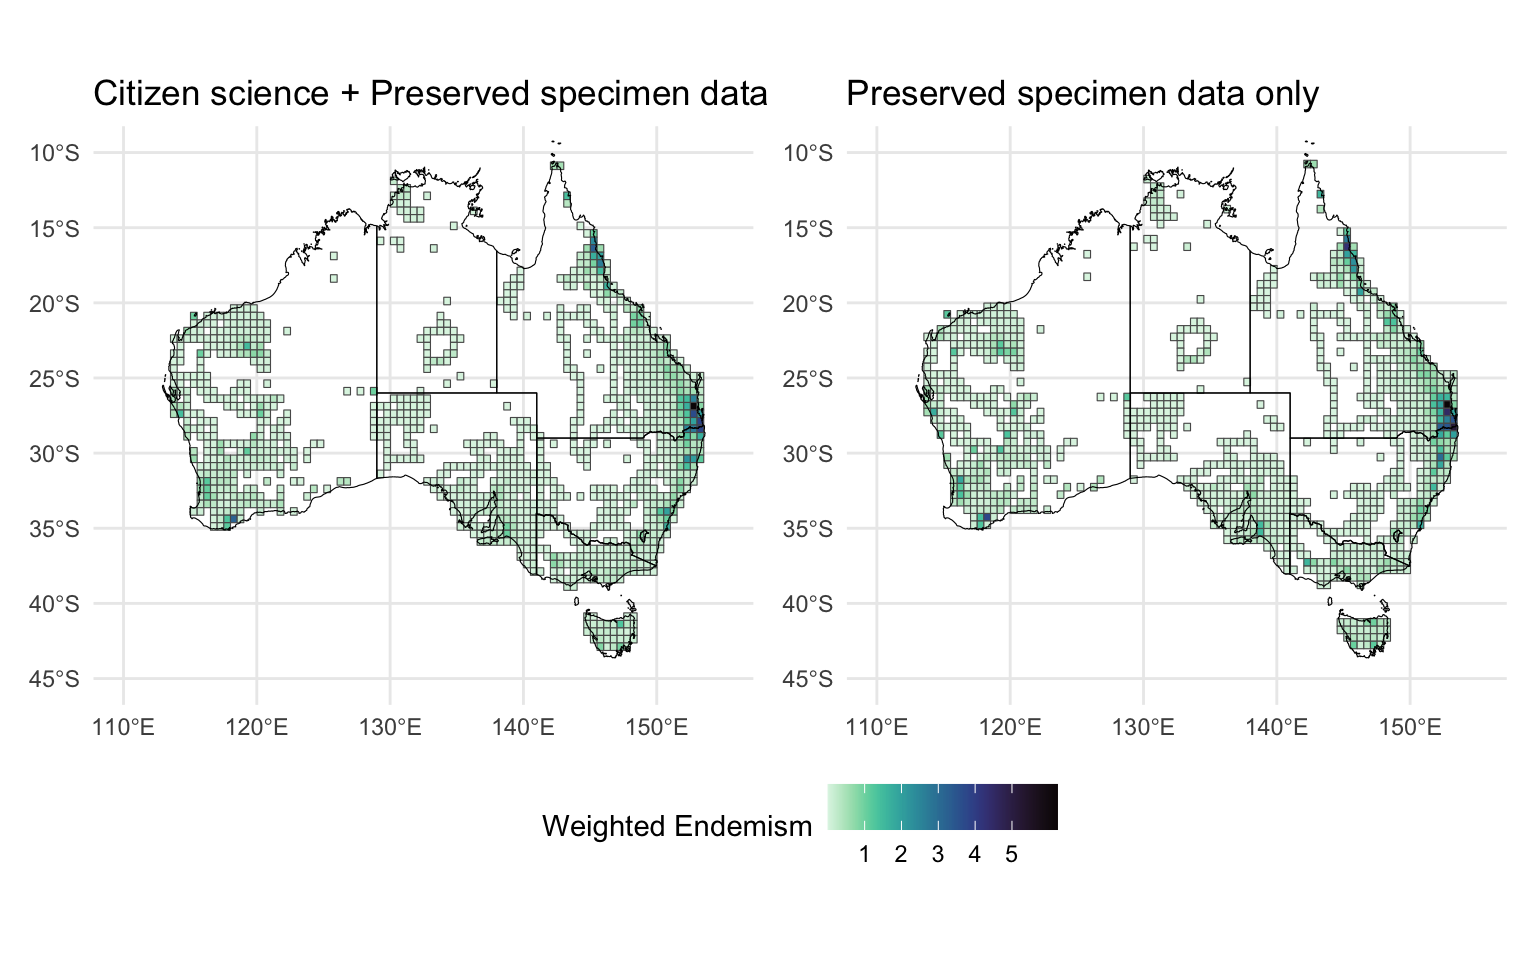 Citizen science + Preserved specimen data
Preserved specimen data only
10°S
15°S
20°S
25°S
30°S
35°S
40°S
45°S
110°E 120°E 130°E 140°E 150°E
10°S
15°S
20°S
25°S
30°S
35°S
40°S
45°S
110°E 120°E 130°E 140°E 150°E
Weighted Endemism
1 2 3 4 5